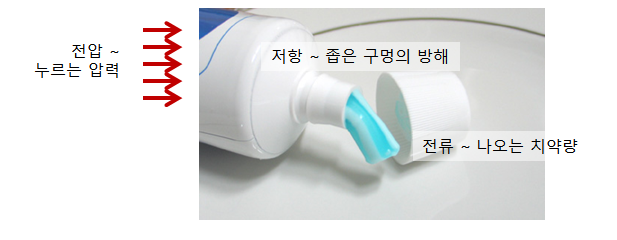 전압 ~
누르는 압력
저항 ~ 좁은 구멍의 방해
전류 ~ 나오는 치약량